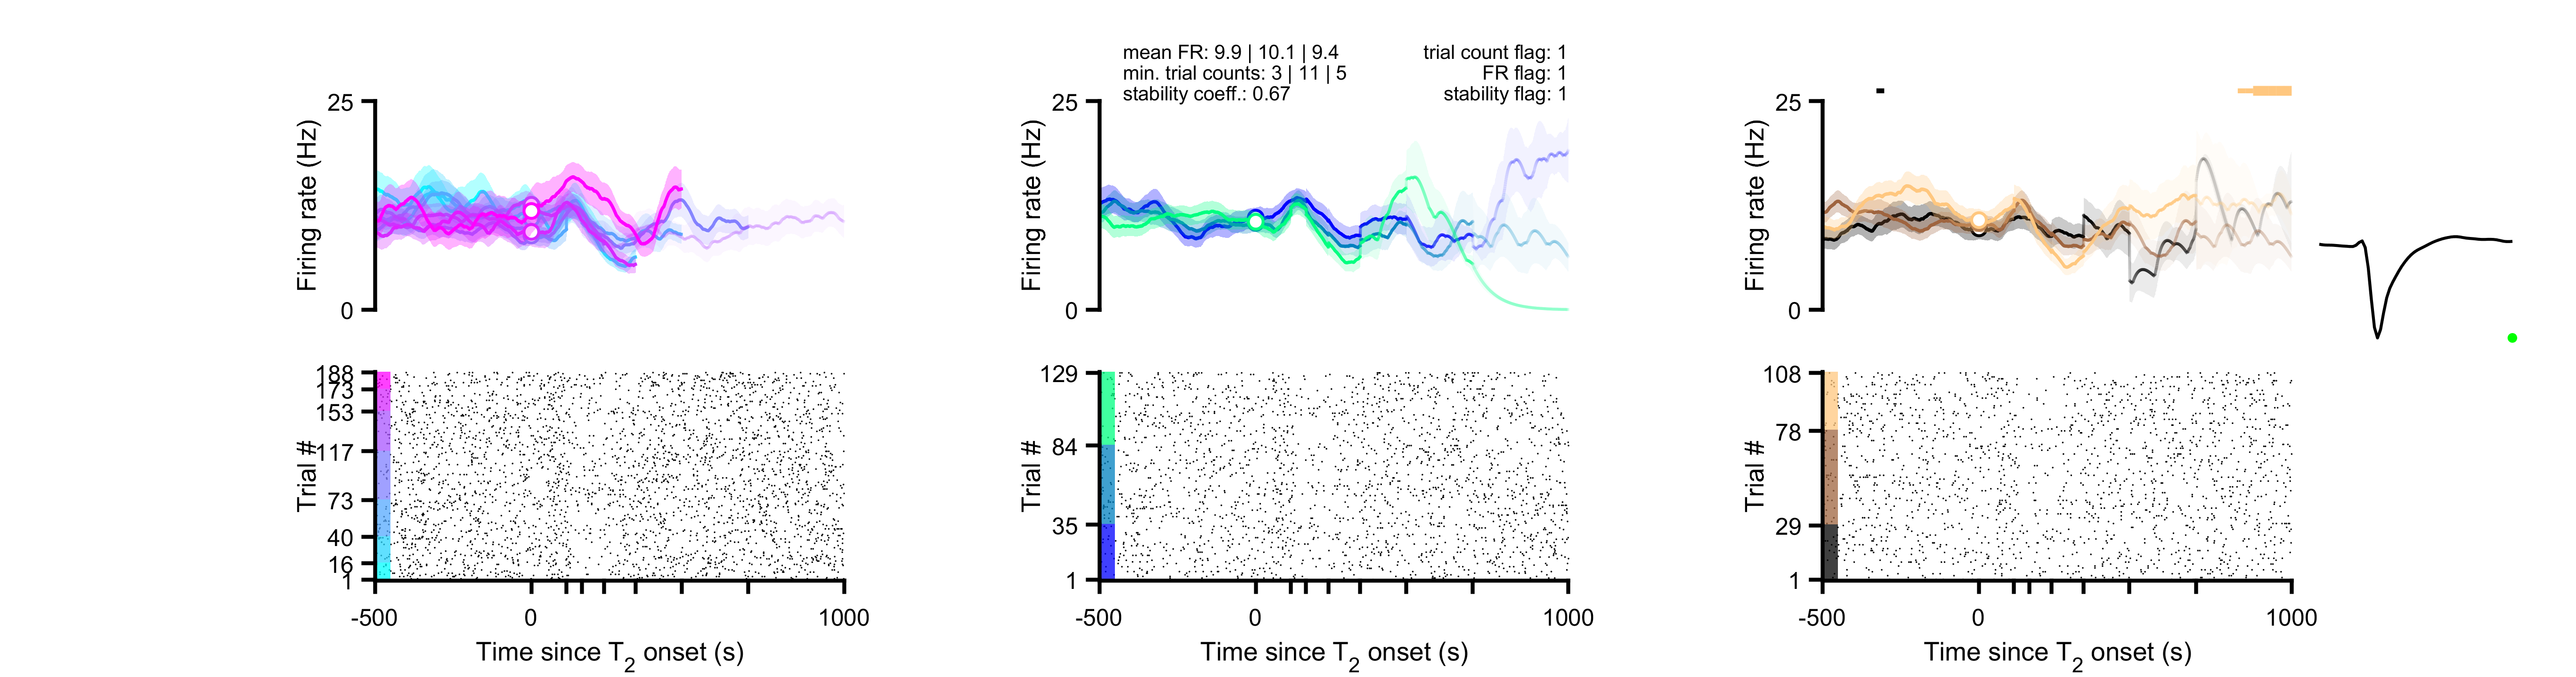 mean FR: 9.9 | 10.1 | 9.4
min. trial counts: 3 | 11 | 5
stability coeff.: 0.67
trial count flag: 1
FR flag: 1
stability flag: 1
25
Firing rate (Hz)
0
25
Firing rate (Hz)
0
25
Firing rate (Hz)
0
188
173
153
117
73
40
16
1
Trial #
-500
0
1000
Time since T2 onset (s)
129
84
35
1
Trial #
-500
0
1000
Time since T2 onset (s)
108
78
29
1
Trial #
-500
0
1000
Time since T2 onset (s)